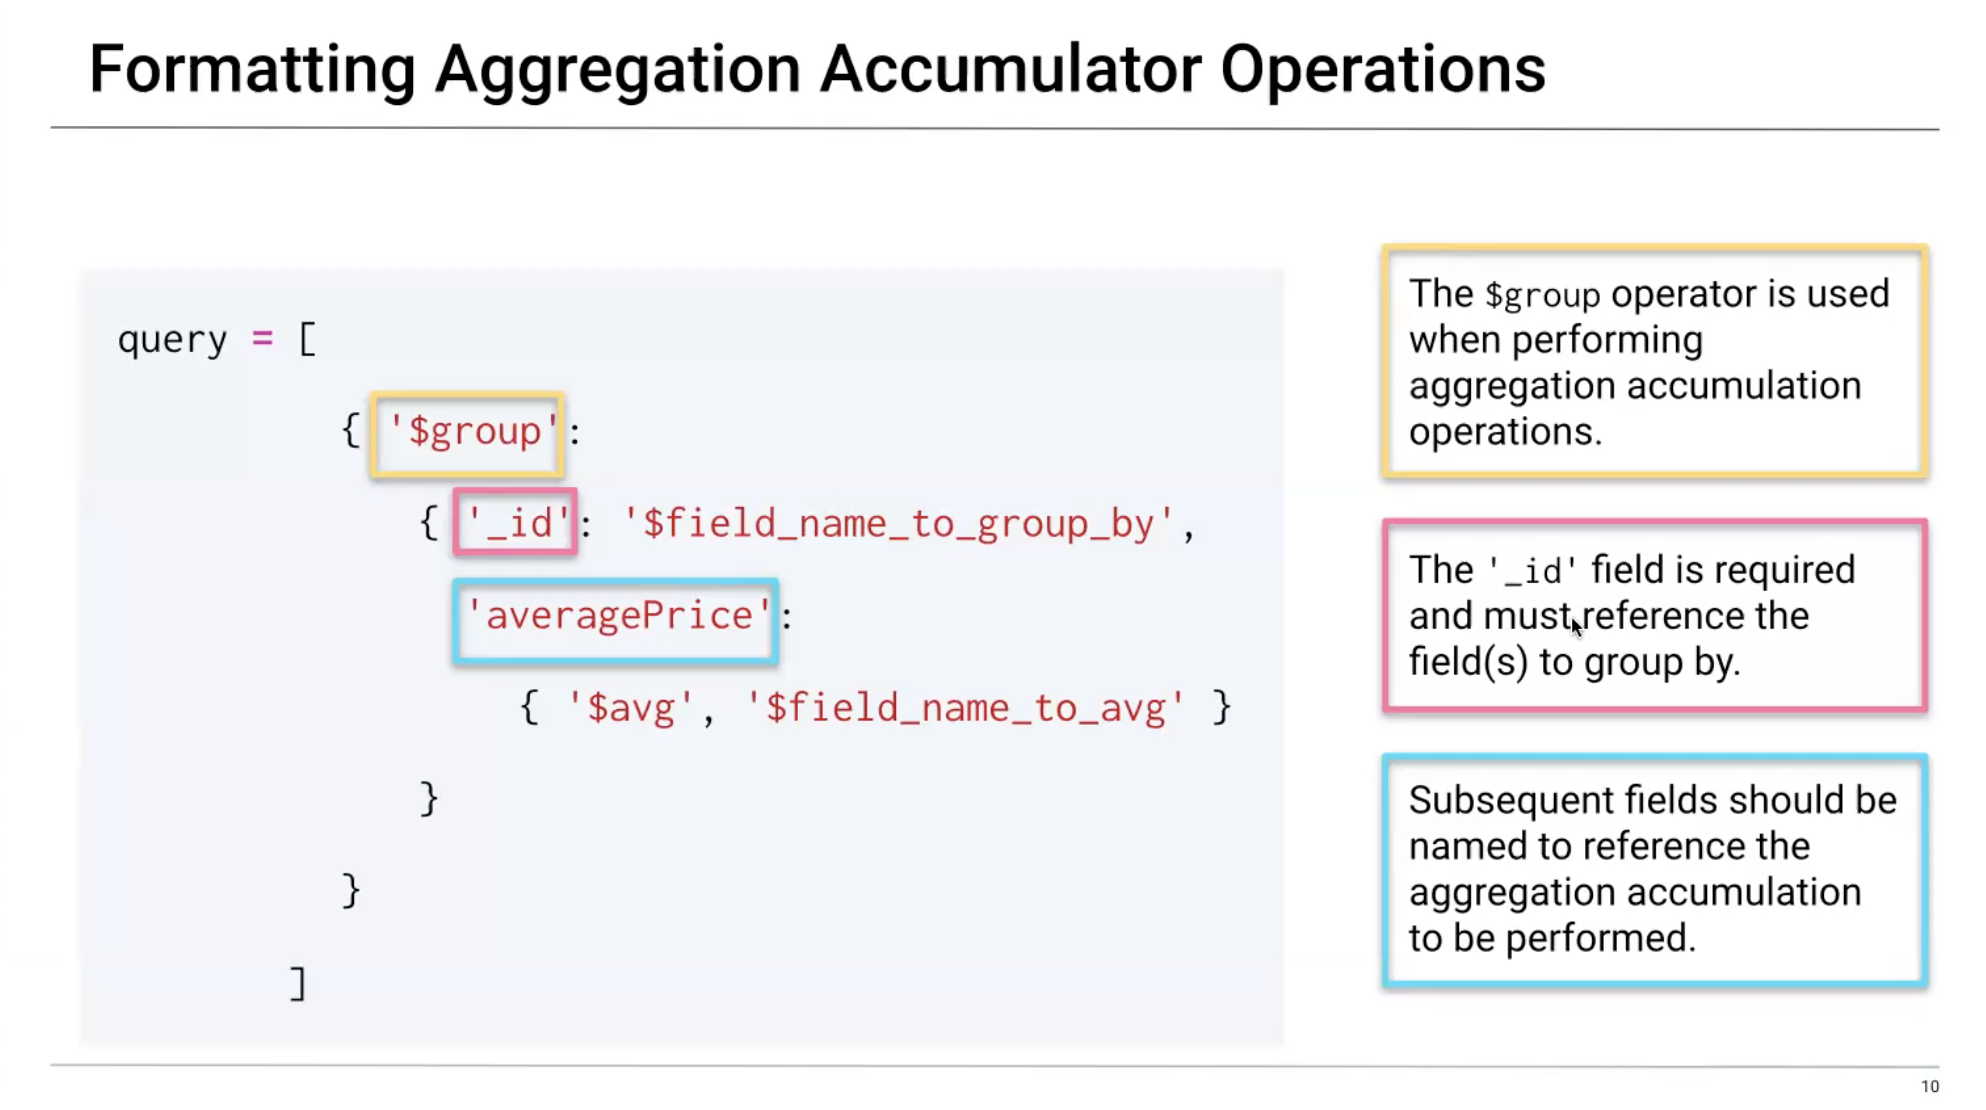 Formatting Aggregation Accumulator Operations
query = [
{ '$group':
{ '_id': '$field_name_to_group_by',
'averagePrice':
{ '$avg', '$field_name_to_avg' }
}
}
]
The $group operator is used
when performing
aggregation accumulation
operations.
The '_id' field is required
and must reference the
field(s) to group by.
Subsequent fields should be
named to reference the
aggregation accumulation
to be performed.
10